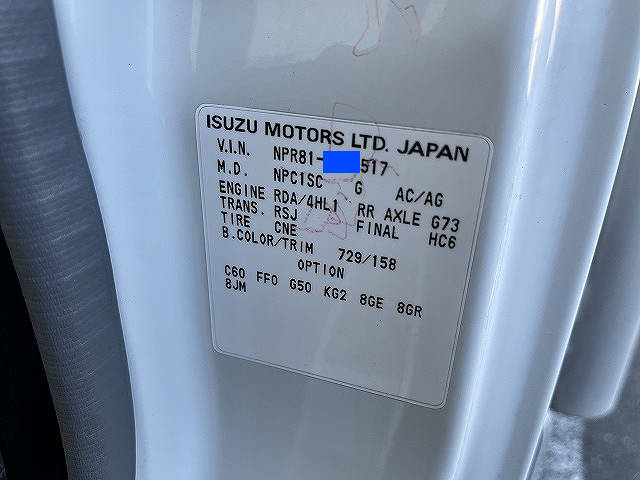 ISUZU MOTORS LTD. JAPAN
V.I.N. NPR81- 517
M.D. NPC1SC G AC/AG
ENGINE RDA/4HL1 RR AXLE G73
TRANS. RSJ FINAL HC6
TIRE CNE
B.COLOR/TRIM 729/158
OPTION
C60 FF0 G50 KG2 8GE 8GR
8JM